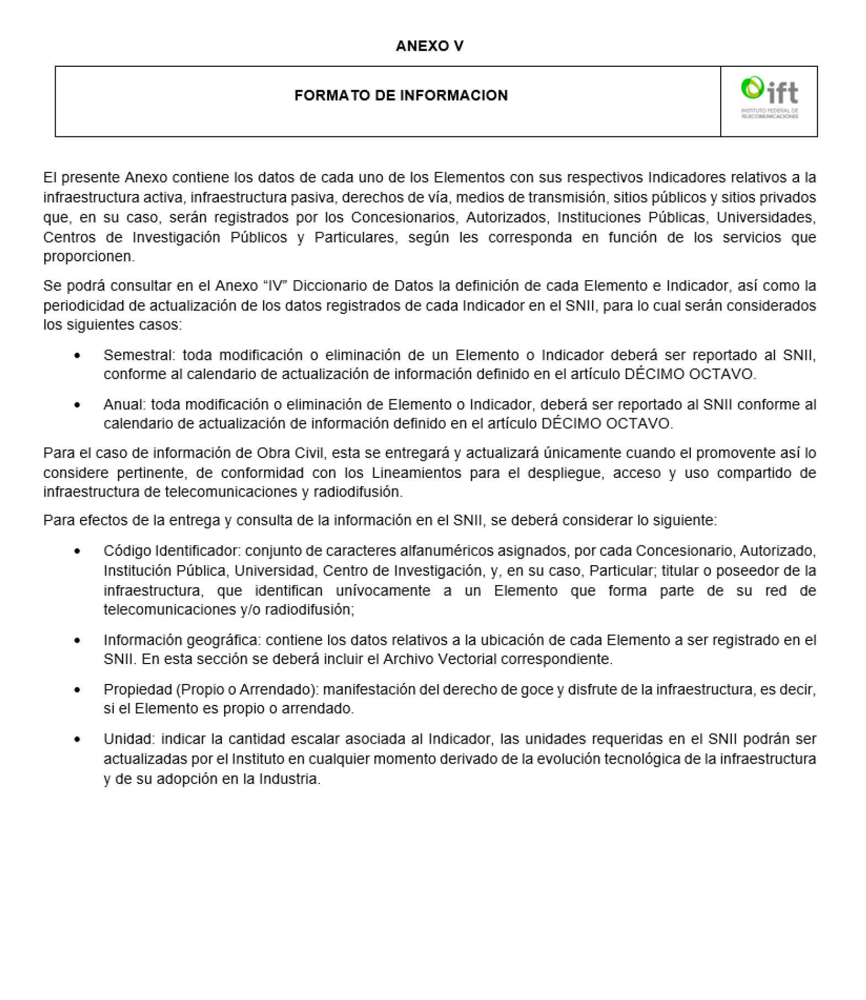 ANEXO V
FORMATO DE INFORMACION
ift
INSTITUTO FEDERAL DE
TELECOMUNICACIONES
El presente Anexo contiene los datos de cada uno de los Elementos con sus respectivos Indicadores relativos a la
infraestructura activa, infraestructura pasiva, derechos de vía, medios de transmisión, sitios públicos y sitios privados
que, en su caso, serán registrados por los Concesionarios, Autorizados, Instituciones Públicas, Universidades,
Centros de Investigación Públicos y Particulares, según les corresponda en función de los servicios que
proporcionen.
Se podrá consultar en el Anexo “IV” Diccionario de Datos la definición de cada Elemento e Indicador, así como la
periodicidad de actualización de los datos registrados de cada Indicador en el SNII, para lo cual serán considerados
los siguientes casos:
• Semestral: toda modificación o eliminación de un Elemento o Indicador deberá ser reportado al SNII,
conforme al calendario de actualización de información definido en el artículo DÉCIMO OCTAVO.
• Anual: toda modificación o eliminación de Elemento o Indicador, deberá ser reportado al SNII conforme al
calendario de actualización de información definido en el artículo DÉCIMO OCTAVO.
Para el caso de información de Obra Civil, esta se entregará y actualizará únicamente cuando el promovente así lo
considere pertinente, de conformidad con los Lineamientos para el despliegue, acceso y uso compartido de
infraestructura de telecomunicaciones y radiodifusión.
Para efectos de la entrega y consulta de la información en el SNII, se deberá considerar lo siguiente:
• Código Identificador: conjunto de caracteres alfanuméricos asignados, por cada Concesionario, Autorizado,
Institución Pública, Universidad, Centro de Investigación, y, en su caso, Particular; titular o poseedor de la
infraestructura, que identifican unívocamente a un Elemento que forma parte de su red de
telecomunicaciones y/o radiodifusión;
• Información geográfica: contiene los datos relativos a la ubicación de cada Elemento a ser registrado en el
SNII. En esta sección se deberá incluir el Archivo Vectorial correspondiente.
• Propiedad (Propio o Arrendado): manifestación del derecho de goce y disfrute de la infraestructura, es decir,
si el Elemento es propio o arrendado.
• Unidad: indicar la cantidad escalar asociada al Indicador, las unidades requeridas en el SNII podrán ser
actualizadas por el Instituto en cualquier momento derivado de la evolución tecnológica de la infraestructura
y de su adopción en la Industria.